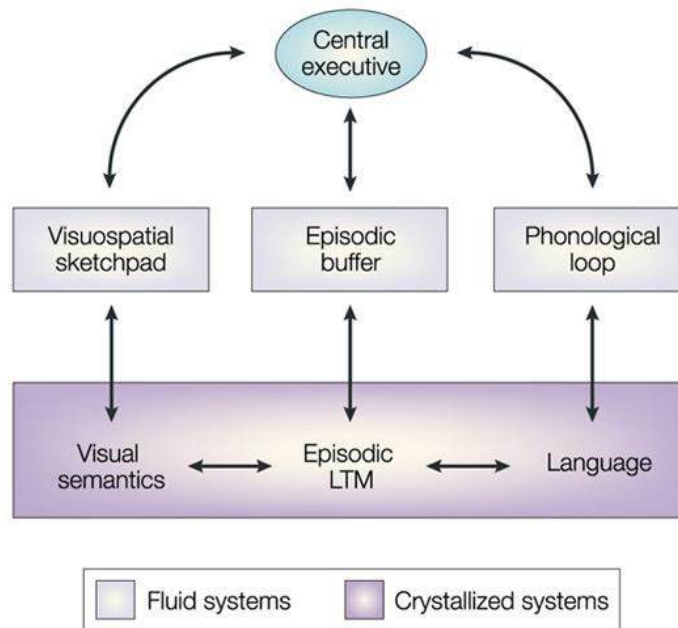 Central
executive
Visuospatial
sketchpad
Episodic
buffer
Phonological
loop
Visual
semantics
Episodic
LTM
Language
Fluid systems
Crystallized systems